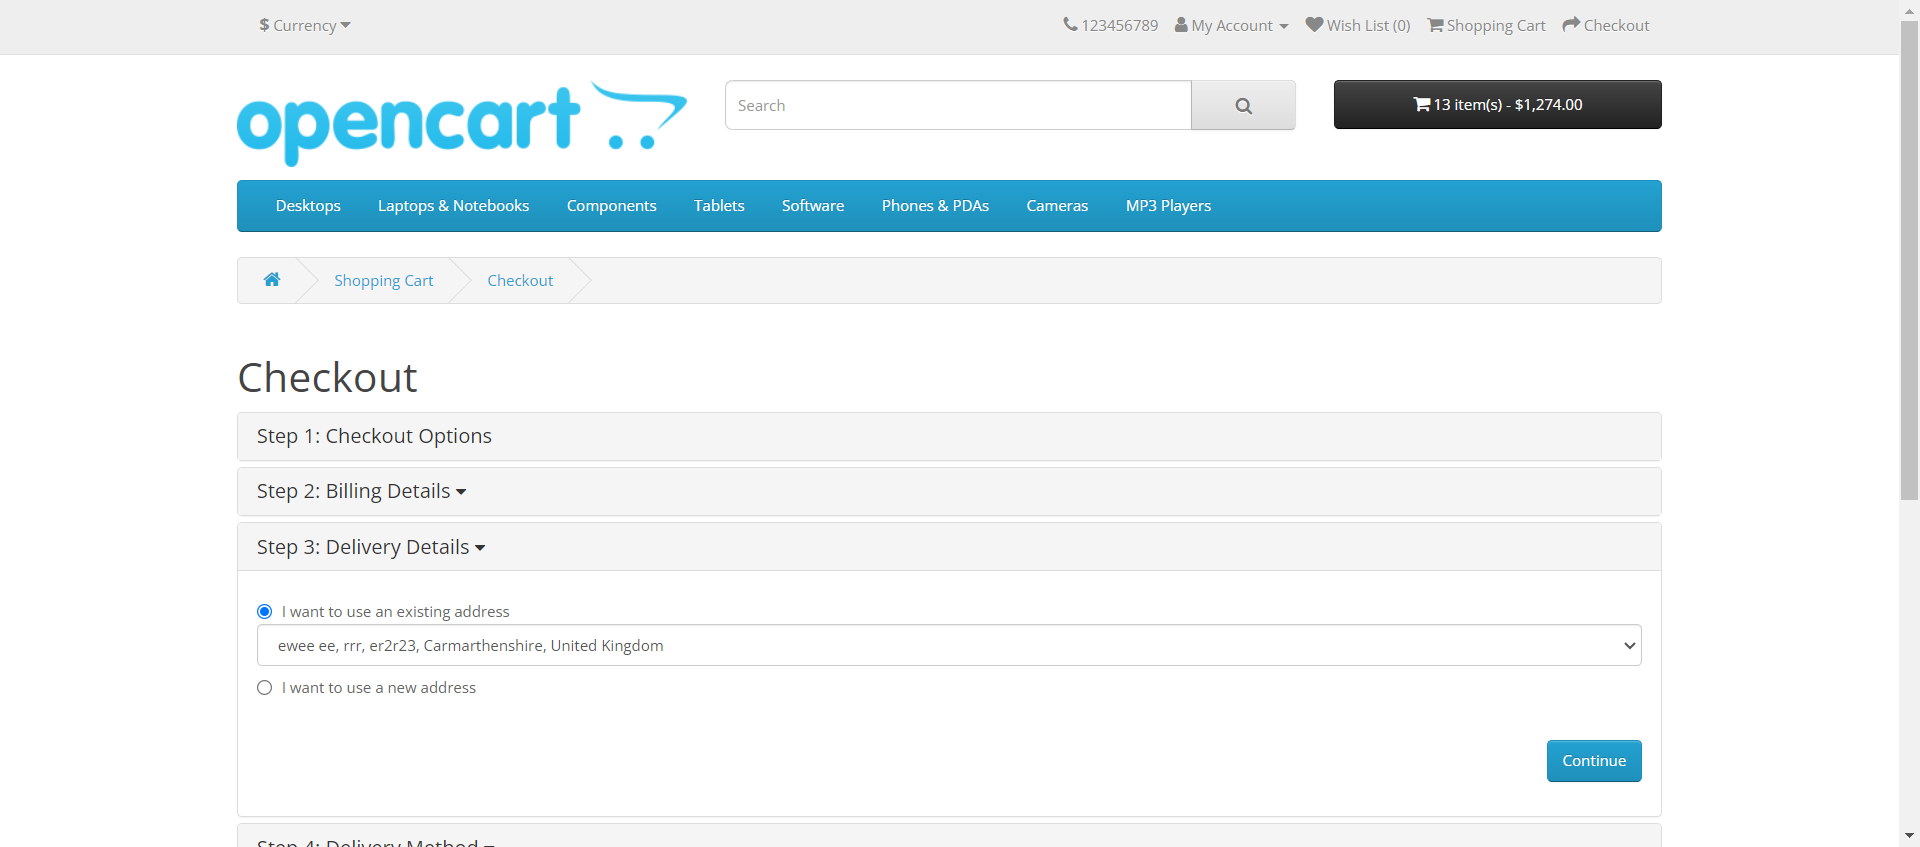 $ Currency
123456789 My Account Wish List (0) Shopping Cart Checkout
opencart
Search
13 item(s) - $1,274.00
Desktops Laptops & Notebooks Components Tablets Software Phones & PDAs Cameras MP3 Players
Shopping Cart Checkout
Checkout
Step 1: Checkout Options
Step 2: Billing Details
Step 3: Delivery Details
I want to use an existing address
ewee ee, rrr, er2r23, Carmarthenshire, United Kingdom
I want to use a new address
Continue
Step 4: Delivery Method